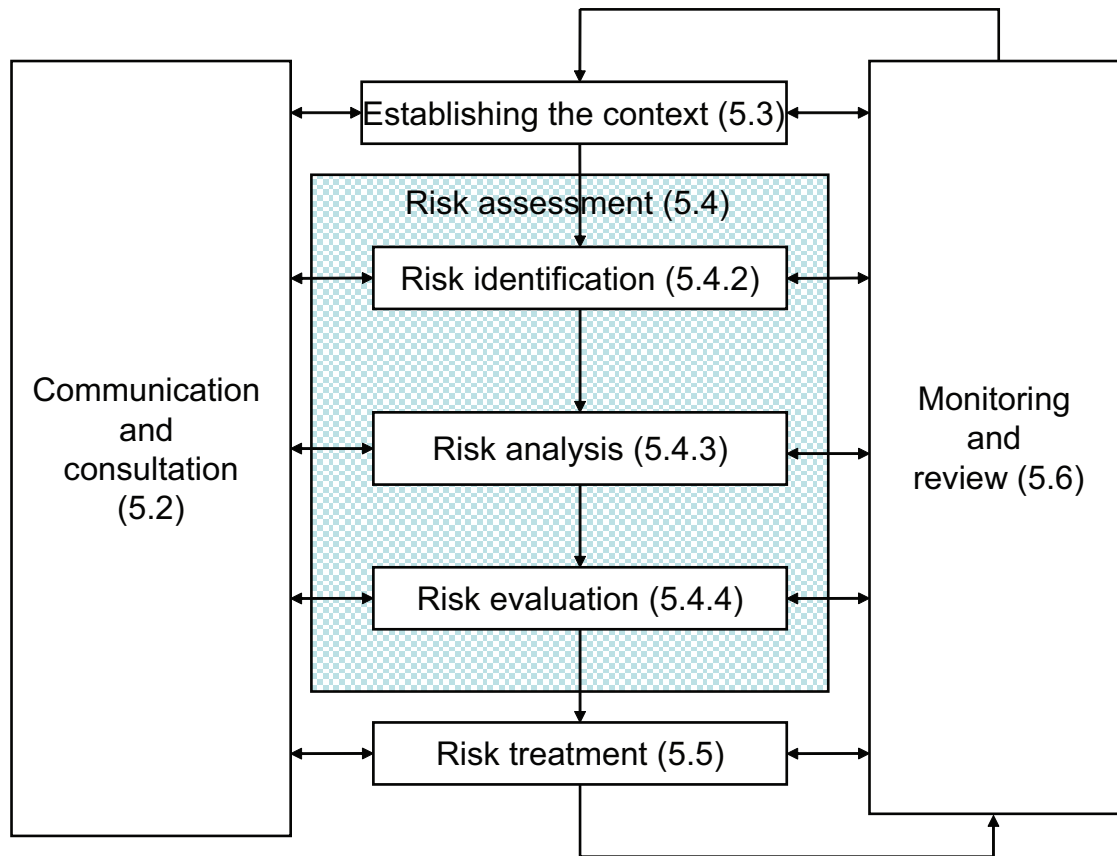 Establishing the context (5.3)
Risk assessment (5.4)
Risk identification (5.4.2)
Communication
and
consultation
(5.2)
Risk analysis (5.4.3)
Monitoring
and
review (5.6)
Risk evaluation (5.4.4)
Risk treatment (5.5)